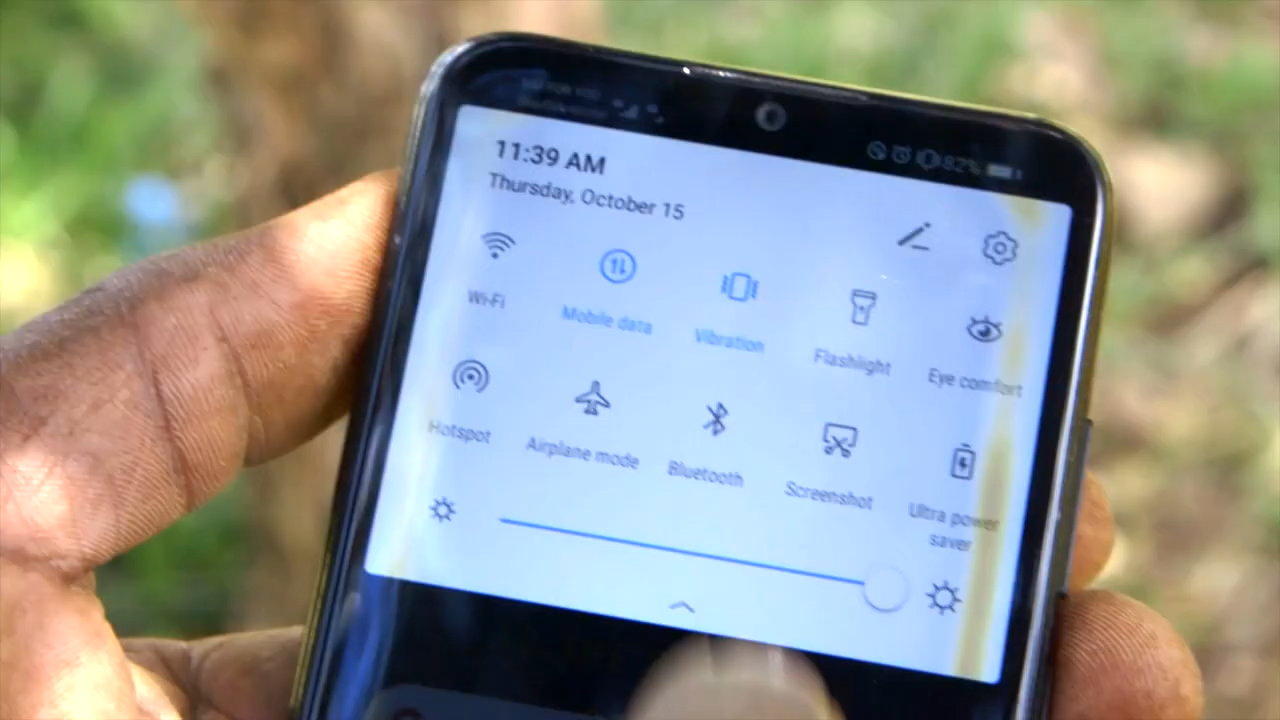 82%
11:39 AM
Thursday, October 15
Wi-Fi
Mobile data
Vibration
Flashlight
Eye comfort
Hotspot
Airplane mode
Bluetooth
Screenshot
Ultra power
saver